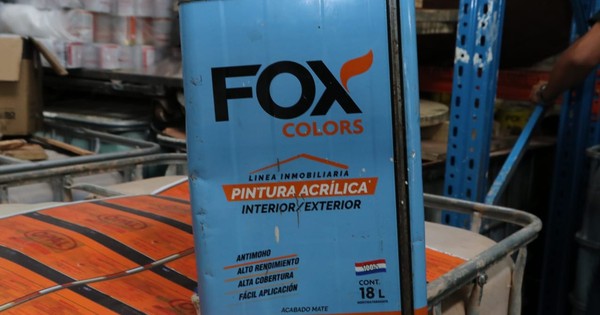 FOX
COLORS
LINEA INMOBILIARIA
PINTURA ACRÍLICA
INTERIOR/EXTERIOR
ANTIMOHO
ALTO RENDIMIENTO
ALTA COBERTURA
FÁCIL APLICACIÓN
100%
CONT.
18 L
ACABADO MATE